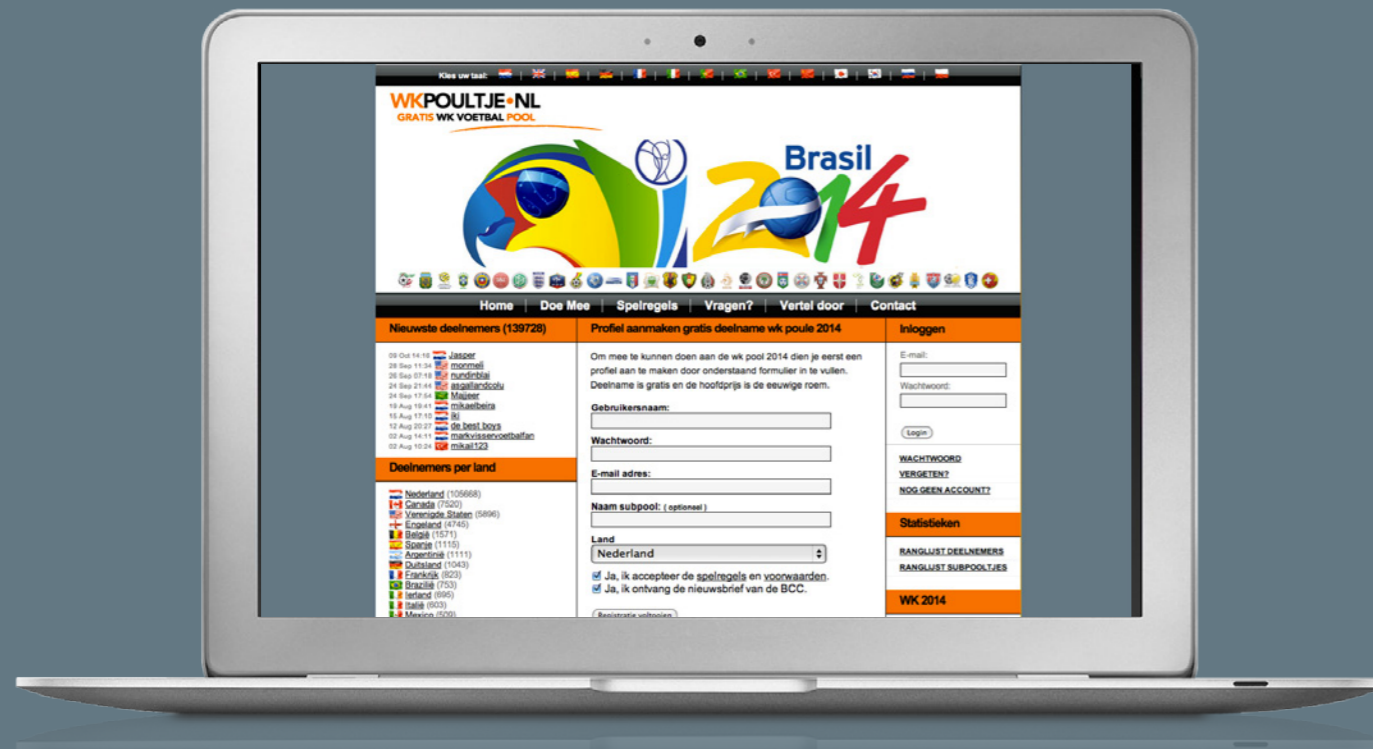 Kies uw taal:
WKPOULTJE•NL
GRATIS WK VOETBAL POOL
Brasil
2014
Home | Doe Mee | Spelregels | Vragen? | Vertel door | Contact
Nieuwste deelnemers (139728)
09 Oct 14:16 Jasper
28 Sep 11:34 monmeli
26 Sep 07:18 nundinblai
24 Sep 21:44 asgallandcolu
24 Sep 17:54 Majjeer
19 Aug 19:41 mikaelbeira
15 Aug 17:10 iki
12 Aug 20:27 de best boys
02 Aug 14:11 markvisservoetbalfan
02 Aug 10:24 mikail123
Deelnemers per land
Nederland (105668)
Canada (7520)
Verenigde Staten (5896)
Engeland (4745)
België (1571)
Spanje (1115)
Argentinië (1111)
Duitsland (1043)
Frankrijk (823)
Brazilië (753)
Ierland (695)
Italië (603)
Mexico (509)
Profiel aanmaken gratis deelname wk poule 2014
Om mee te kunnen doen aan de wk pool 2014 dien je eerst een
profiel aan te maken door onderstaand formulier in te vullen.
Deelname is gratis en de hoofdprijs is de eeuwige roem.
Gebruikersnaam:
Wachtwoord:
E-mail adres:
Naam subpool: ( optioneel )
Land
Nederland
Ja, ik accepteer de spelregels en voorwaarden.
Ja, ik ontvang de nieuwsbrief van de BCC.
Registratie voltooien
Inloggen
E-mail:
Wachtwoord:
Login
WACHTWOORD
VERGETEN?
NOG GEEN ACCOUNT?
Statistieken
RANGLIJST DEELNEMERS
RANGLIJST SUBPOOLTJES
WK 2014